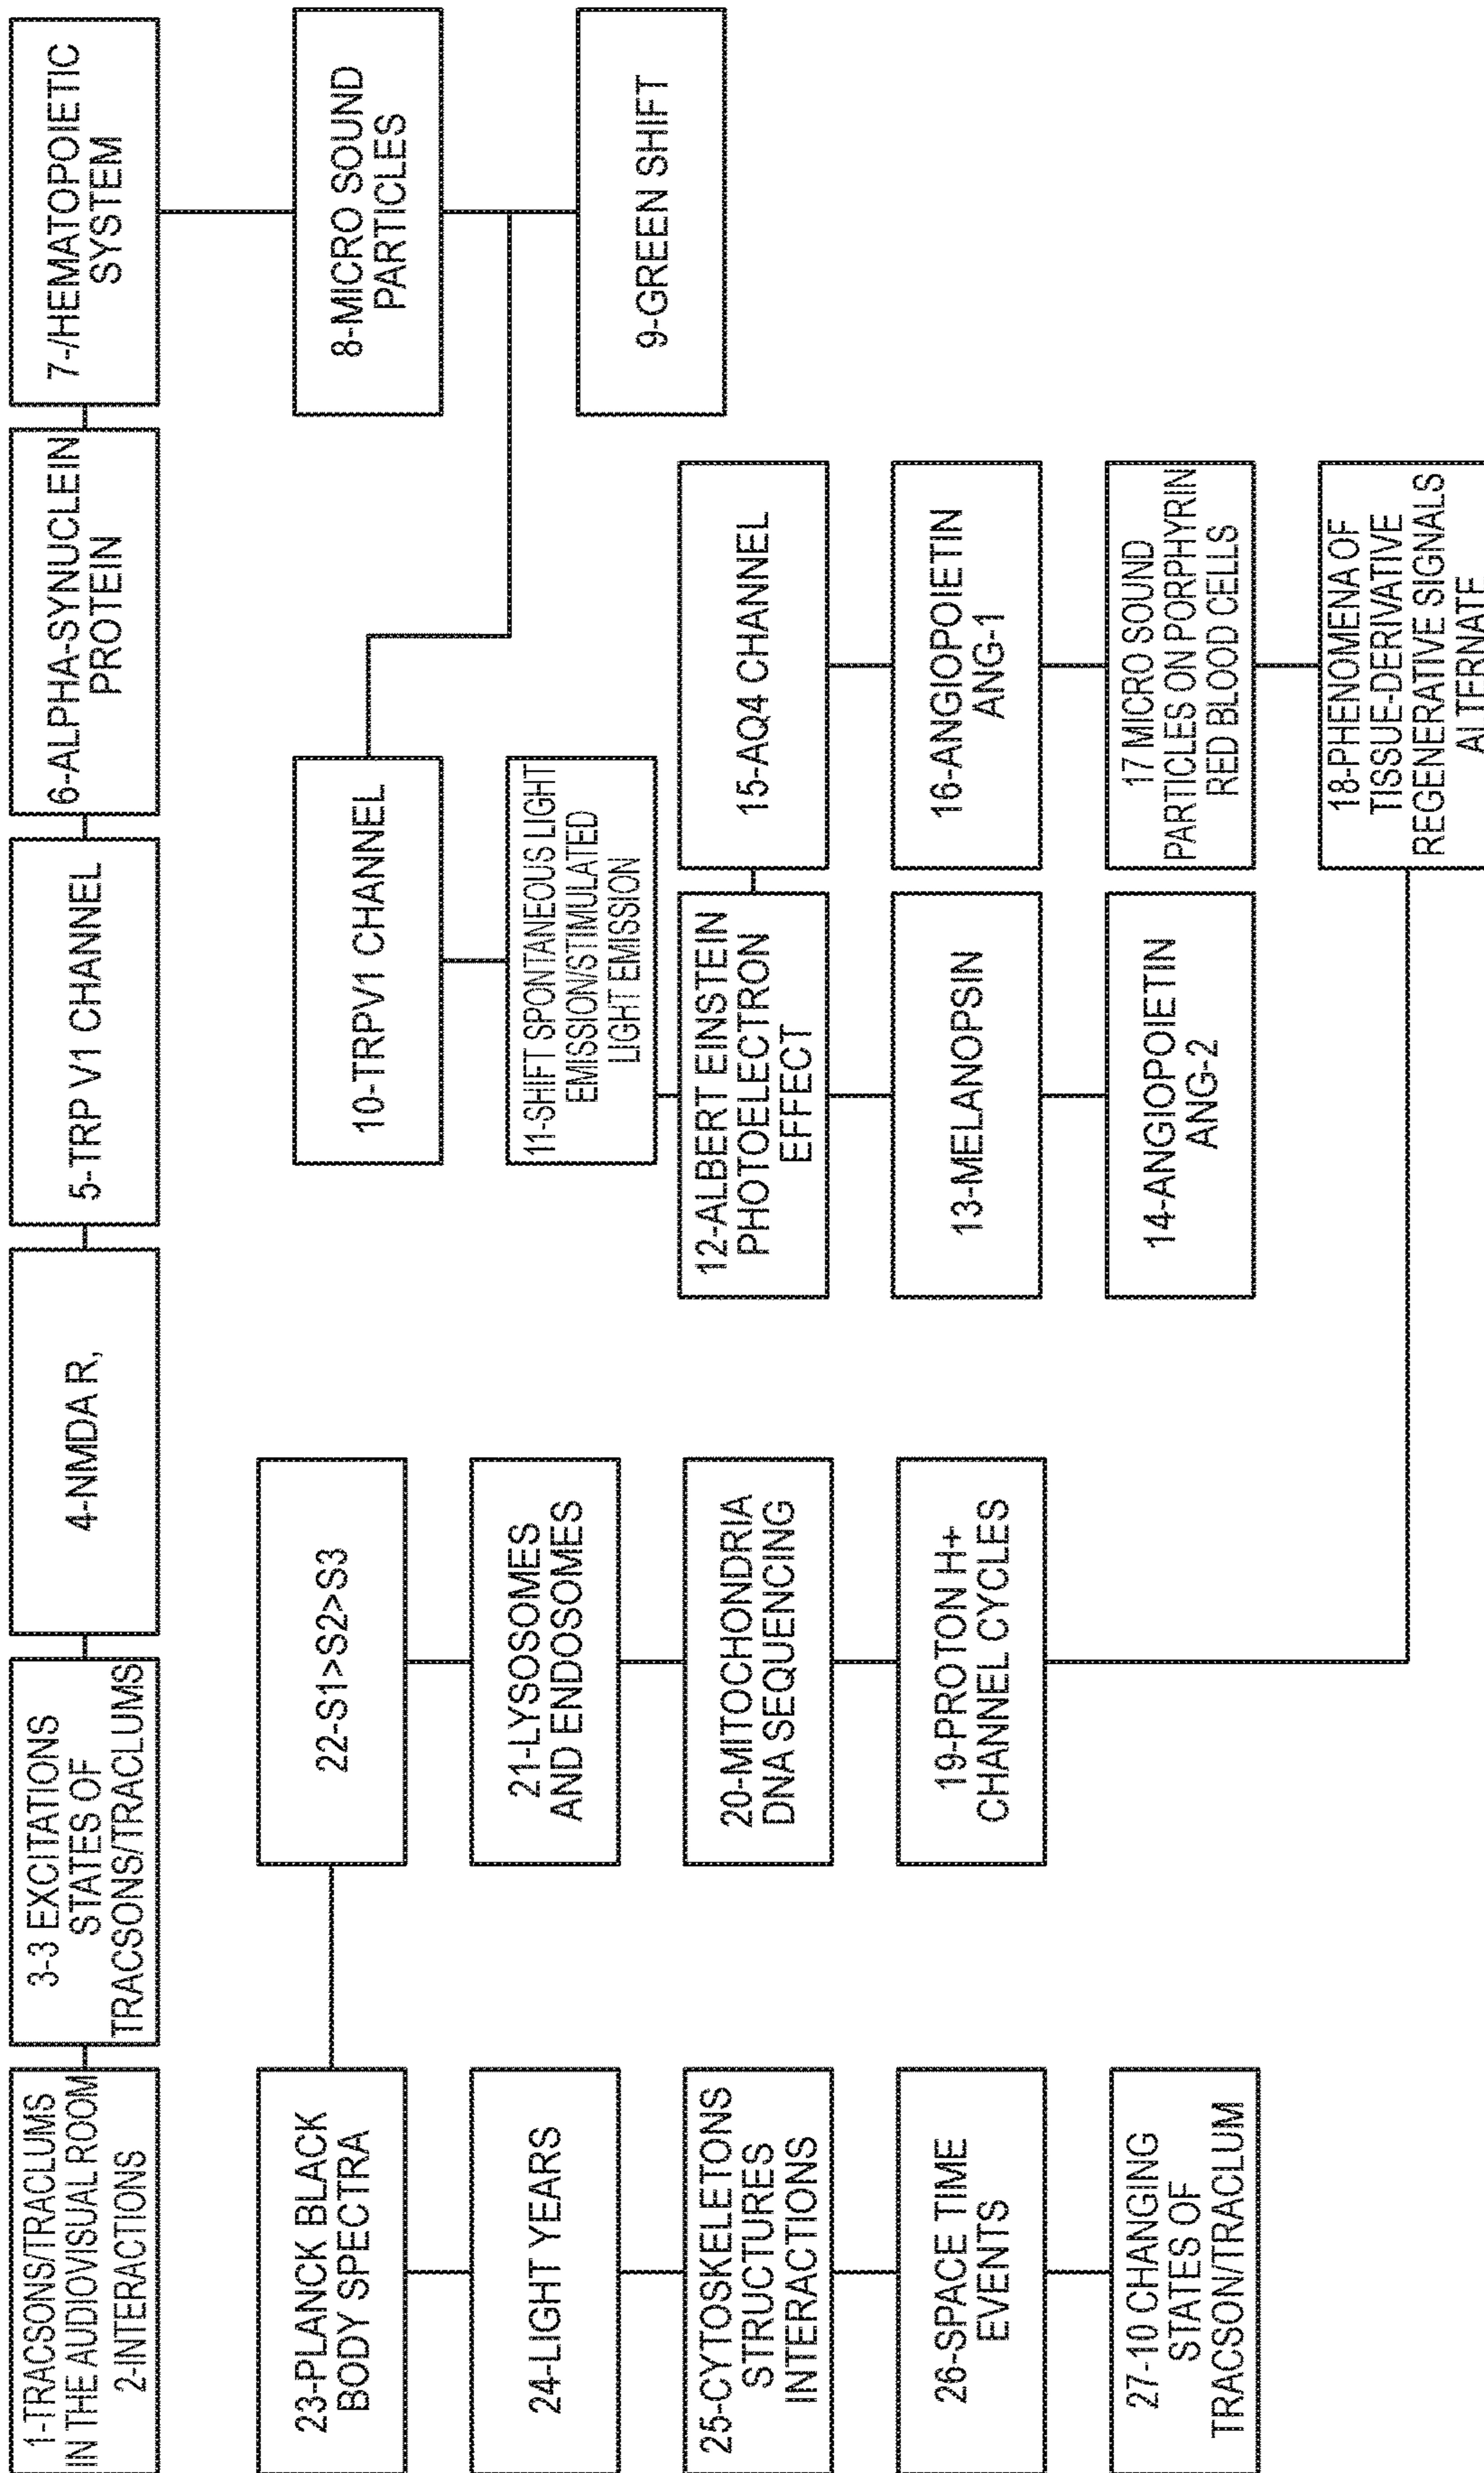 1-TRACSONS/TRACLUMS
IN THE AUDIOVISUAL ROOM
2-INTERACTIONS
3-3 EXCITATIONS
STATES OF
TRACSONS/TRACLUMS
4-NMDA R,
5-TRP V1 CHANNEL
6-ALPHA-SYNUCLEIN
PROTEIN
7-/HEMATOPOIETIC
SYSTEM
8-MICRO SOUND
PARTICLES
9-GREEN SHIFT
10-TRPV1 CHANNEL
11-SHIFT SPONTANEOUS LIGHT
EMISSION/STIMULATED
LIGHT EMISSION
12-ALBERT EINSTEIN
PHOTOELECTRON
EFFECT
13-MELANOPSIN
14-ANGIOPOIETIN
ANG-2
15-AQ4 CHANNEL
16-ANGIOPOIETIN
ANG-1
17 MICRO SOUND
PARTICLES ON PORPHYRIN
RED BLOOD CELLS
18-PHENOMENA OF
TISSUE-DERIVATIVE
REGENERATIVE SIGNALS
ALTERNATE
19-PROTON H+
CHANNEL CYCLES
20-MITOCHONDRIA
DNA SEQUENCING
21-LYSOSOMES
AND ENDOSOMES
22-S1>S2>S3
23-PLANCK BLACK
BODY SPECTRA
24-LIGHT YEARS
25-CYTOSKELETONS
STRUCTURES
INTERACTIONS
26-SPACE TIME
EVENTS
27-10 CHANGING
STATES OF
TRACSON/TRACLUM